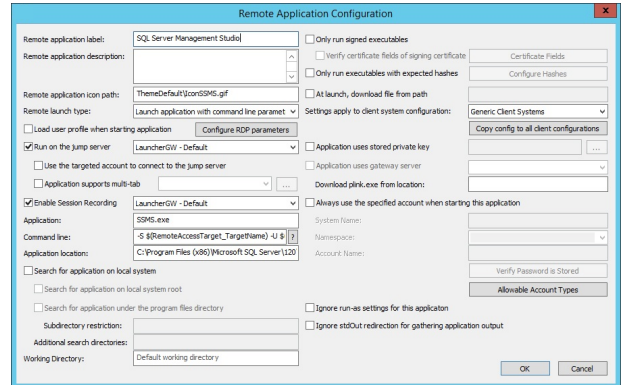 Remote Application Configuration
x
Remote application label:
SQL Server Management Studio
Remote application description:
Remote application icon path:
ThemeDefault\IconSSMS.gif
Remote launch type:
Launch application with command line paramet
Load user profile when starting application
Configure RDP parameters
Run on the jump server
LauncherGW - Default
Use the targeted account to connect to the jump server
Application supports multi-tab
...
Enable Session Recording
LauncherGW - Default
Application:
SSMS.exe
Command line:
-S $(RemoteAccessTarget_TargetName) -U $(
?
Application location:
C:\Program Files (x86)\Microsoft SQL Server\120
Search for application on local system
Search for application on local system root
Search for application under the program files directory
Subdirectory restriction:
Additional search directories:
Working Directory:
Default working directory
Only run signed executables
Verify certificate fields of signing certificate
Certificate Fields
Only run executables with expected hashes
Configure Hashes
At launch, download file from path
Settings apply to client system configuration:
Generic Client Systems
Copy config to all client configurations
Application uses stored private key
...
Application uses gateway server
Download plink.exe from location:
Always use the specified account when starting this application
System Name:
Namespace:
Account Name:
Verify Password is Stored
Allowable Account Types
Ignore run-as settings for this applicaton
Ignore stdOut redirection for gathering application output
OK
Cancel